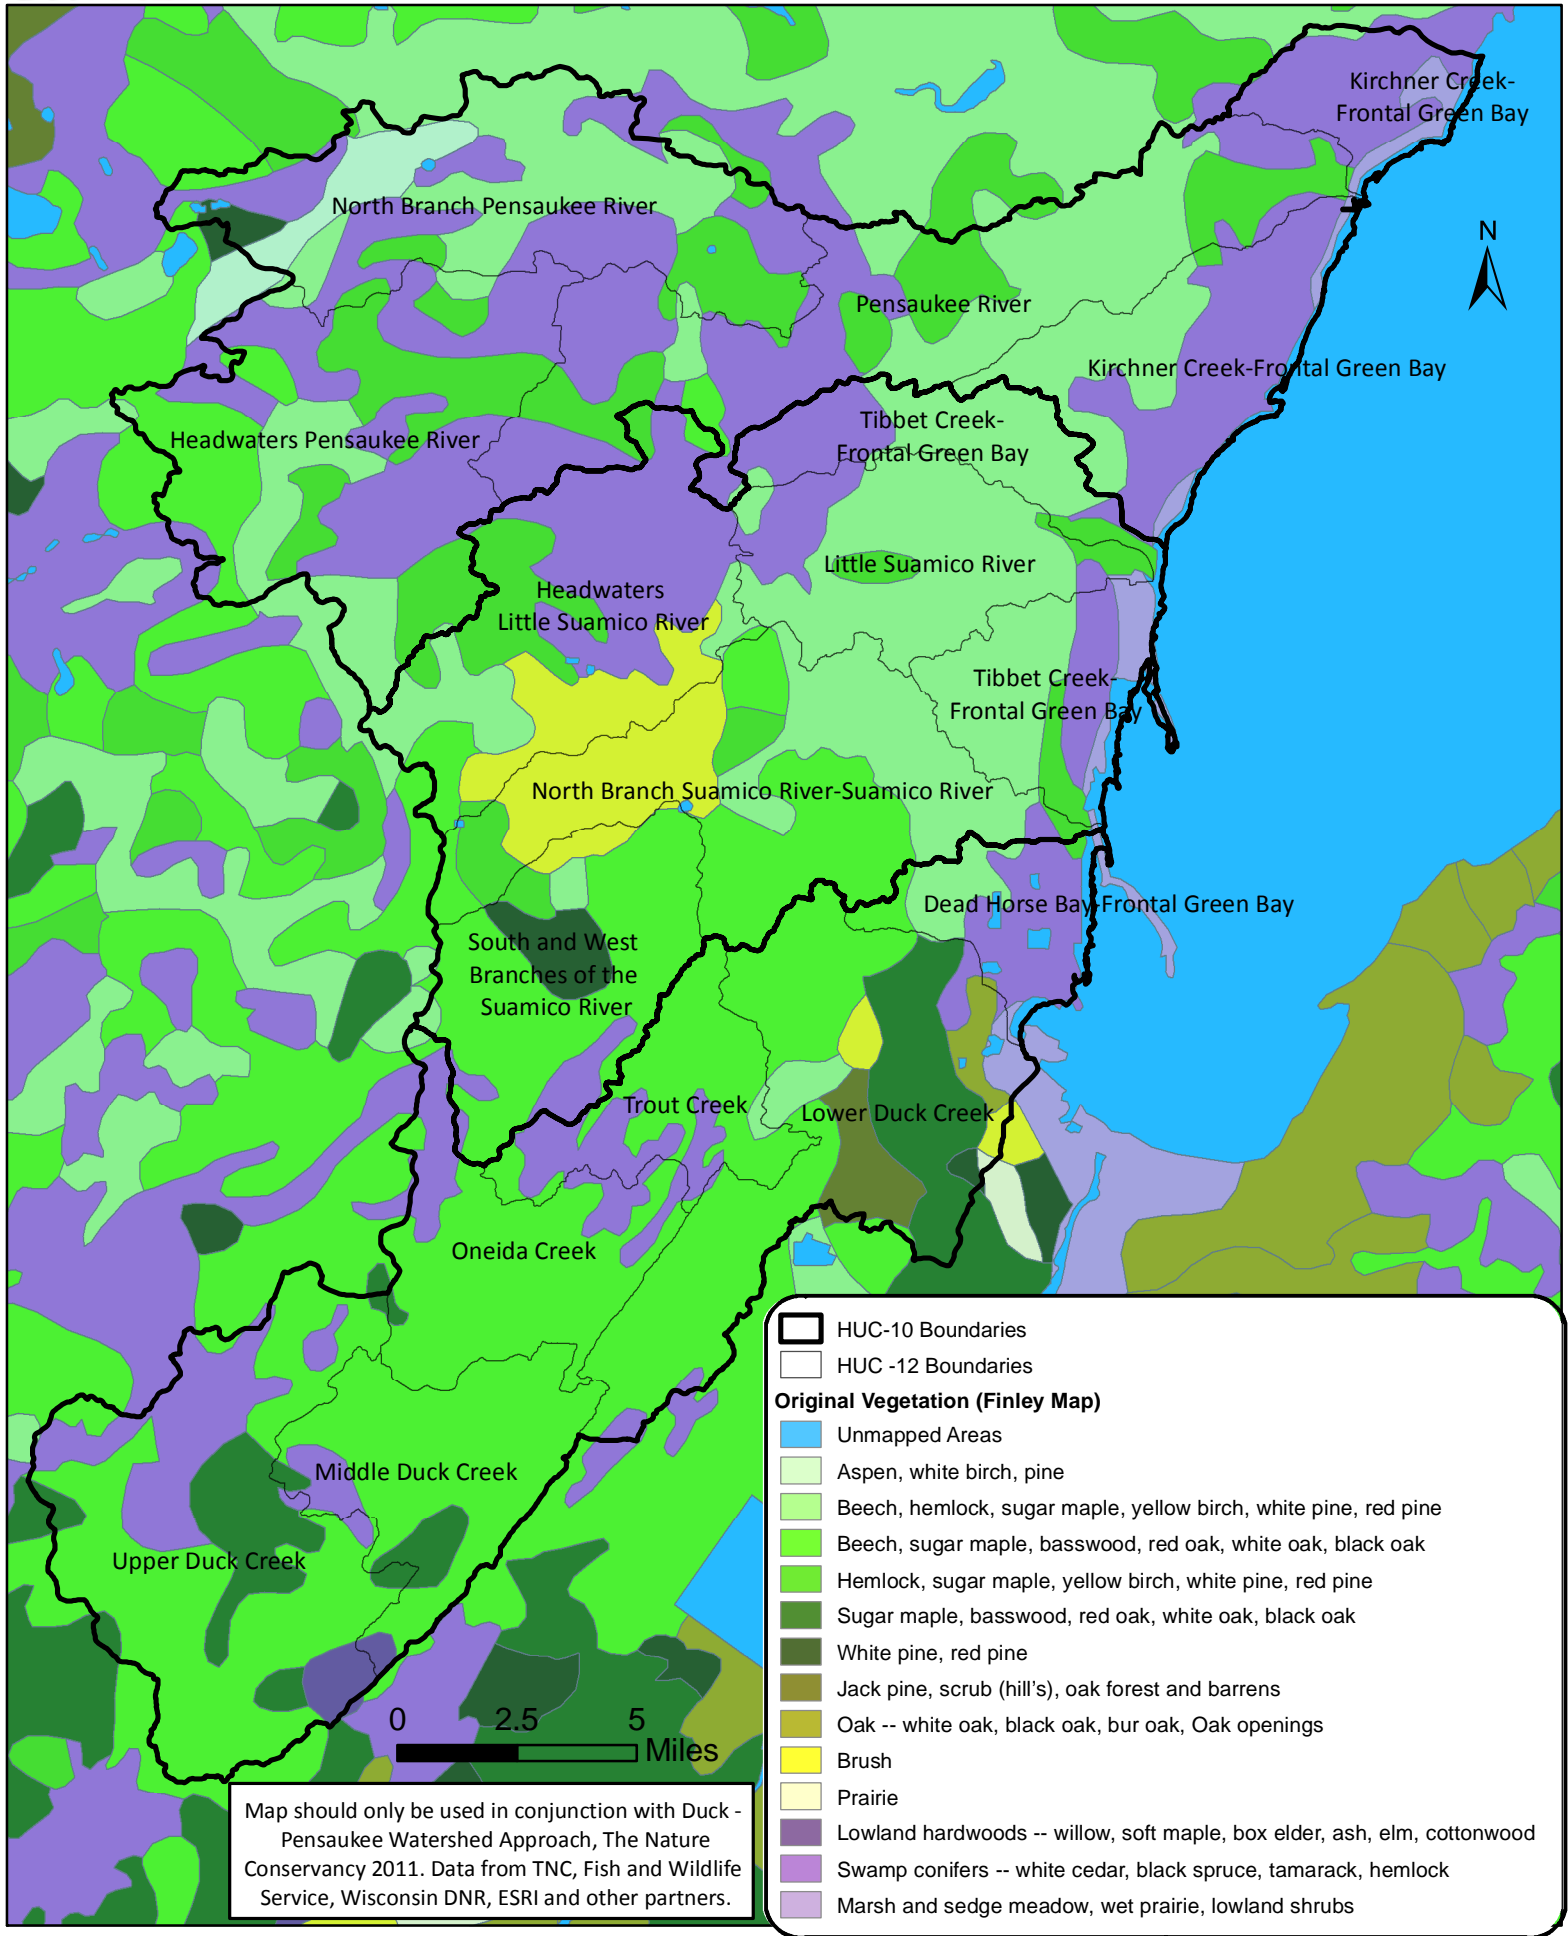 Kirchner Creek-
Frontal Green Bay
North Branch Pensaukee River
N
Pensaukee River
Kirchner Creek-Frontal Green Bay
Tibbet Creek-
Frontal Green Bay
Headwaters Pensaukee River
Little Suamico River
Headwaters
Little Suamico River
Tibbet Creek-
Frontal Green Bay
North Branch Suamico River-Suamico River
Dead Horse Bay-Frontal Green Bay
South and West
Branches of the
Suamico River
Trout Creek
Lower Duck Creek
Oneida Creek
Middle Duck Creek
Upper Duck Creek
0 2.5 5
Miles
Map should only be used in conjunction with Duck -
Pensaukee Watershed Approach, The Nature
Conservancy 2011. Data from TNC, Fish and Wildlife
Service, Wisconsin DNR, ESRI and other partners.
HUC-10 Boundaries
HUC -12 Boundaries
Original Vegetation (Finley Map)
Unmapped Areas
Aspen, white birch, pine
Beech, hemlock, sugar maple, yellow birch, white pine, red pine
Beech, sugar maple, basswood, red oak, white oak, black oak
Hemlock, sugar maple, yellow birch, white pine, red pine
Sugar maple, basswood, red oak, white oak, black oak
White pine, red pine
Jack pine, scrub (hill's), oak forest and barrens
Oak -- white oak, black oak, bur oak, Oak openings
Brush
Prairie
Lowland hardwoods -- willow, soft maple, box elder, ash, elm, cottonwood
Swamp conifers -- white cedar, black spruce, tamarack, hemlock
Marsh and sedge meadow, wet prairie, lowland shrubs